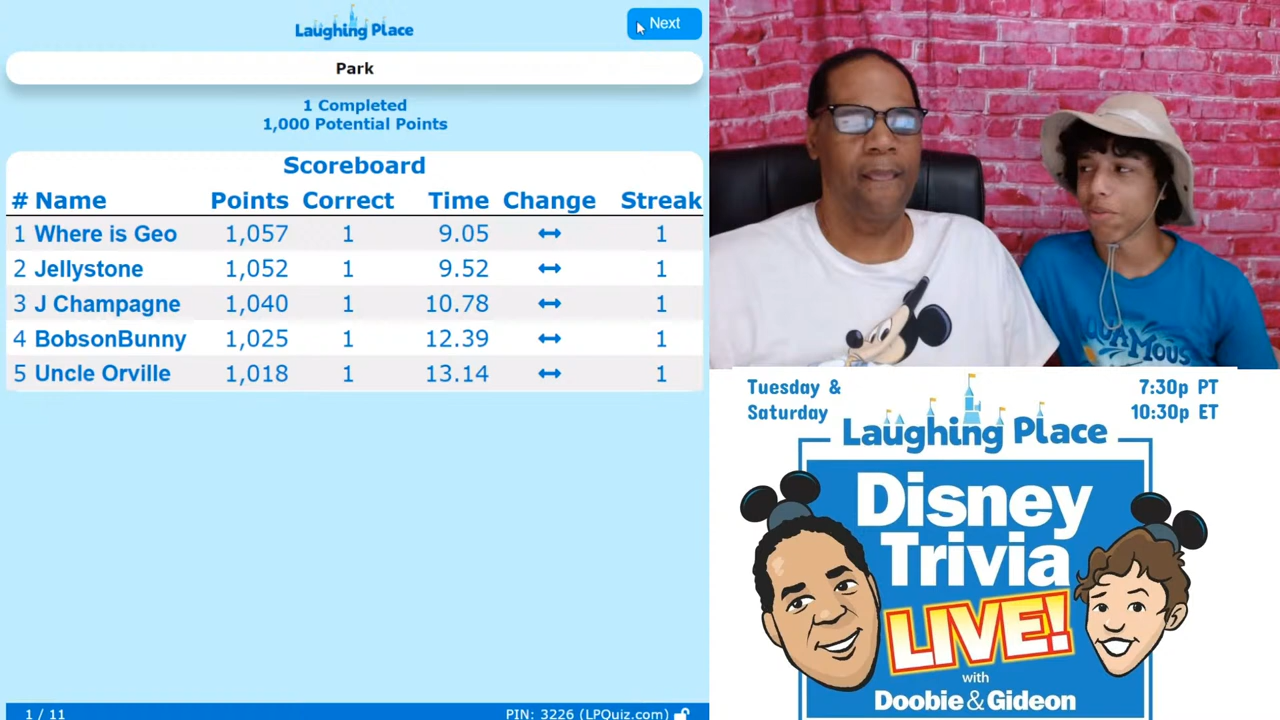 Laughing Place
Next
Park
1 Completed
1,000 Potential Points
Scoreboard
# Name Points Correct Time Change Streak
1 Where is Geo 1,057 1 9.05 1
2 Jellystone 1,052 1 9.52 1
3 J Champagne 1,040 1 10.78 1
4 BobsonBunny 1,025 1 12.39 1
5 Uncle Orville 1,018 1 13.14 1
1 / 11
PIN: 3226 (LPQuiz.com)
Tuesday &
Saturday
7:30p PT
10:30p ET
Laughing Place
Disney
Trivia
LIVE!
with
Doobie & Gideon